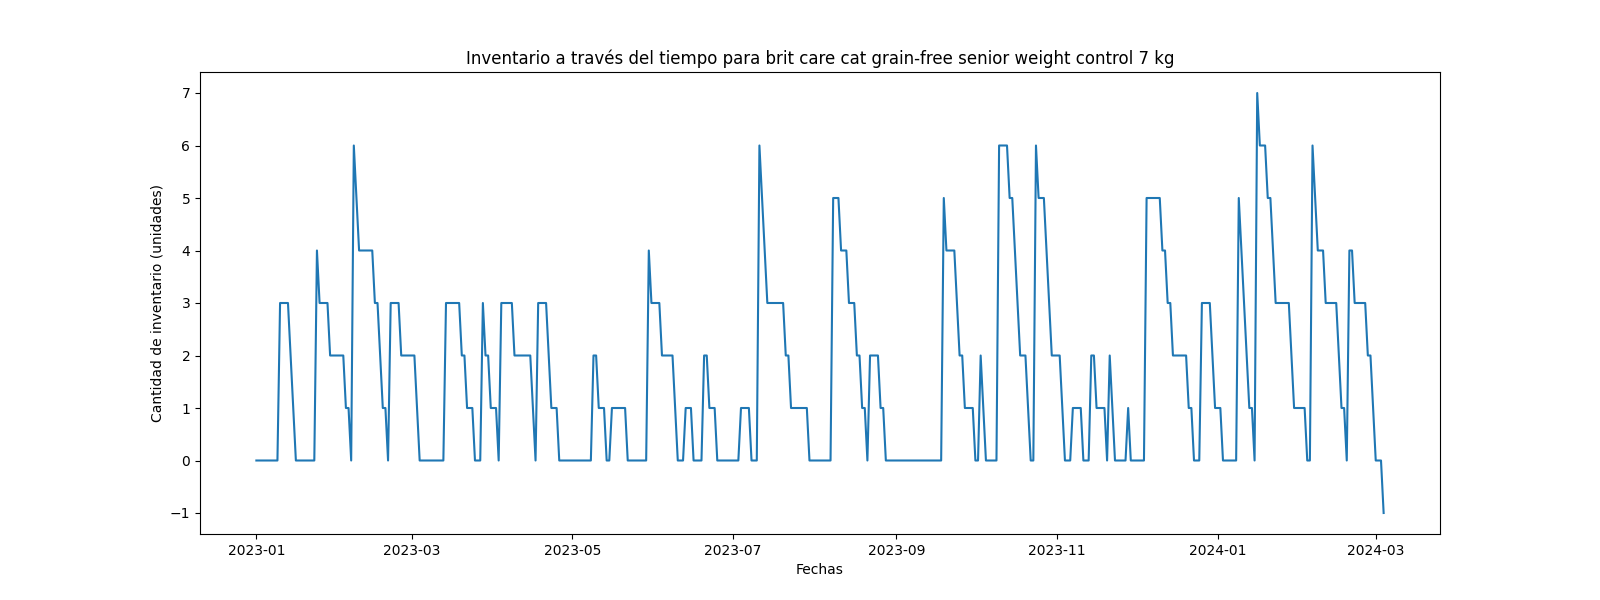 Inventario a través del tiempo para brit care cat grain-free senior weight control 7 kg
Cantidad de inventario (unidades)
7
6
5
4
3
2
1
0
−1
2023-01 2023-03 2023-05 2023-07 2023-09 2023-11 2024-01 2024-03
Fechas